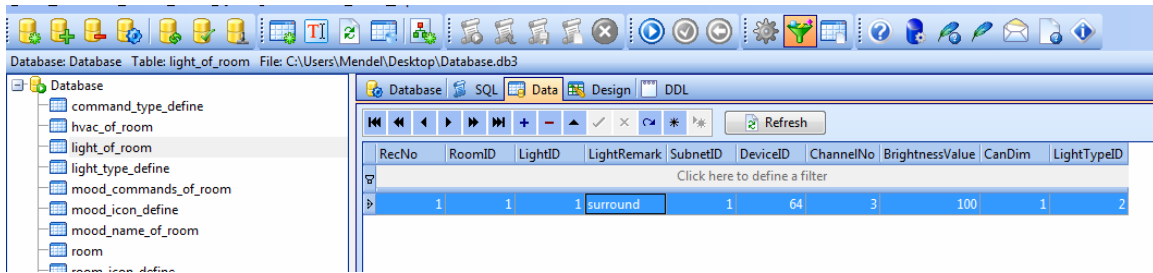 Database: Database Table: light_of_room File: C:\Users\Mendel\Desktop\Database.db3
Database
command_type_define
hvac_of_room
light_of_room
light_type_define
mood_commands_of_room
mood_icon_define
mood_name_of_room
room
room_icon_define
Database SQL Data Design DDL
Refresh
RecNo RoomID LightID LightRemark SubnetID DeviceID ChannelNo BrightnessValue CanDim LightTypeID
Click here to define a filter
1 1 1 surround 1 64 3 100 1 2